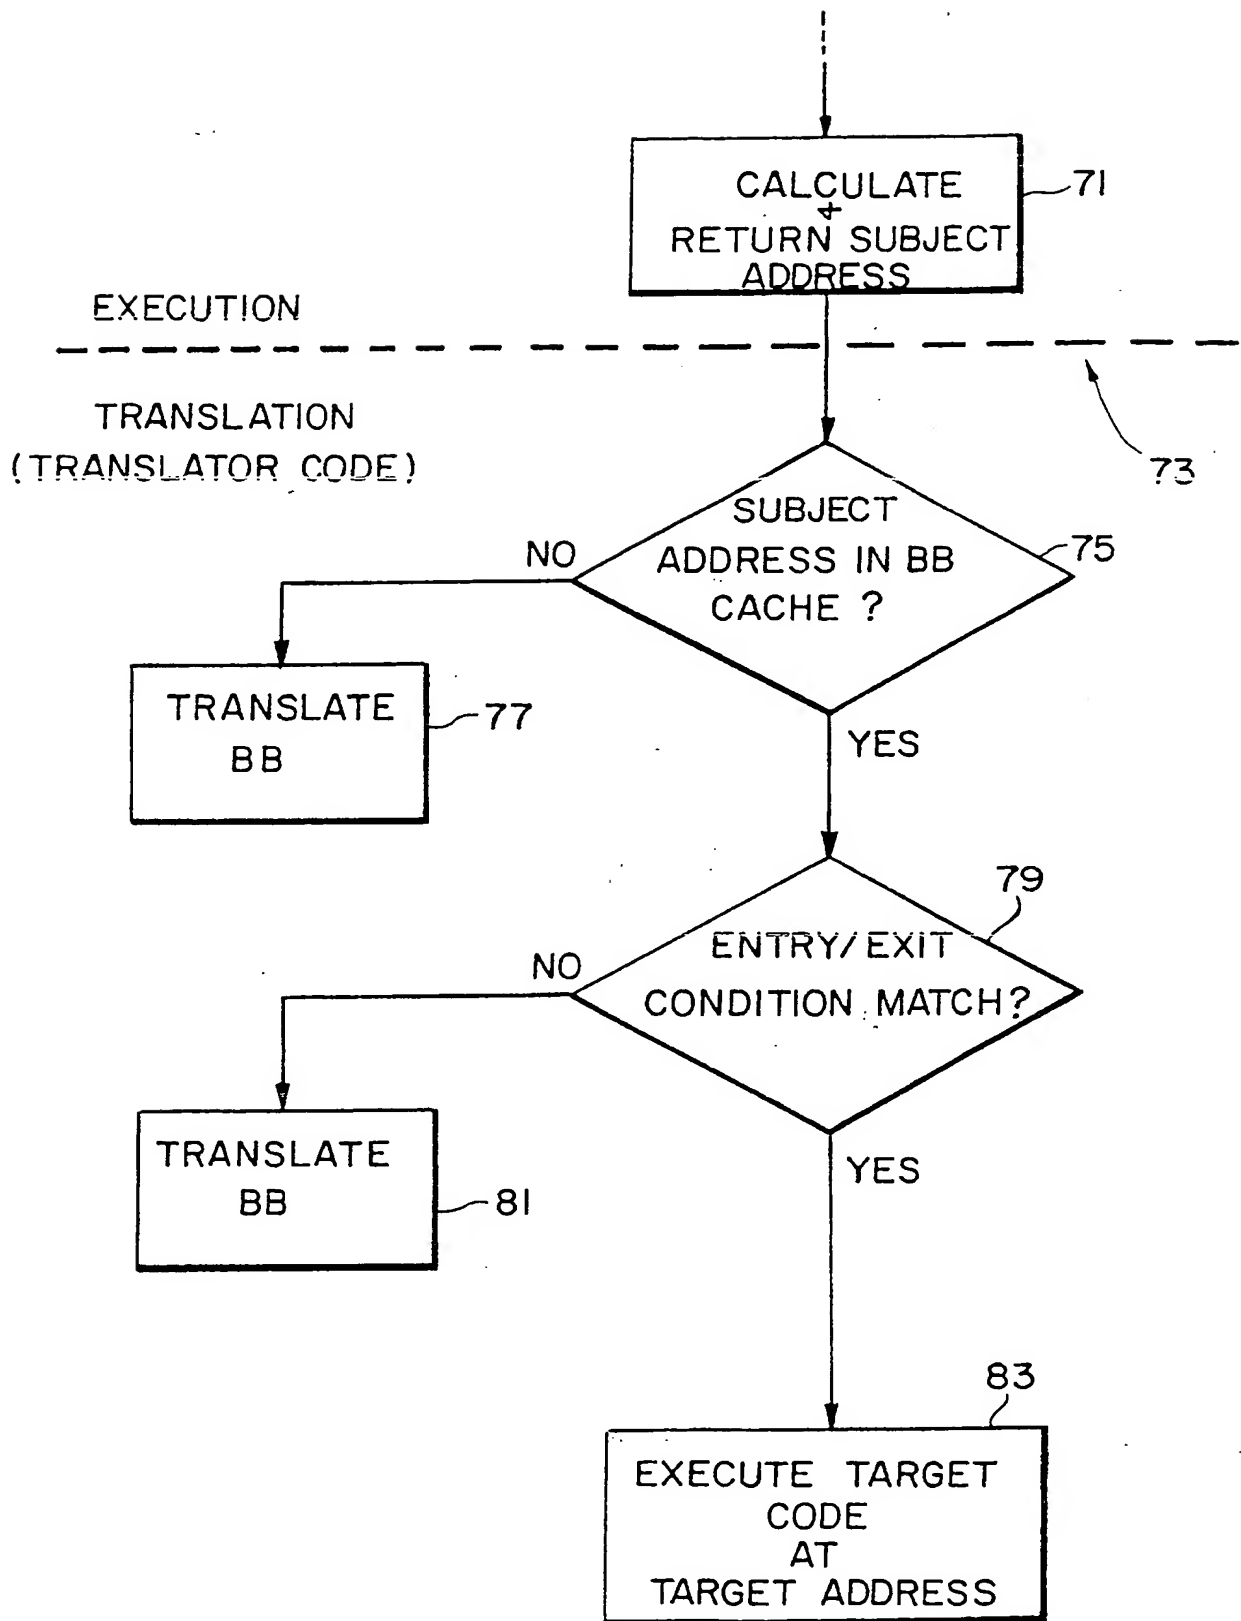 CALCULATE
+
RETURN SUBJECT
ADDRESS
71
EXECUTION
TRANSLATION
(TRANSLATOR CODE)
73
SUBJECT
ADDRESS IN BB
CACHE ?
75
NO
TRANSLATE
BB
77
YES
79
ENTRY/EXIT
CONDITION MATCH?
NO
TRANSLATE
BB
81
YES
83
EXECUTE TARGET
CODE
AT
TARGET ADDRESS